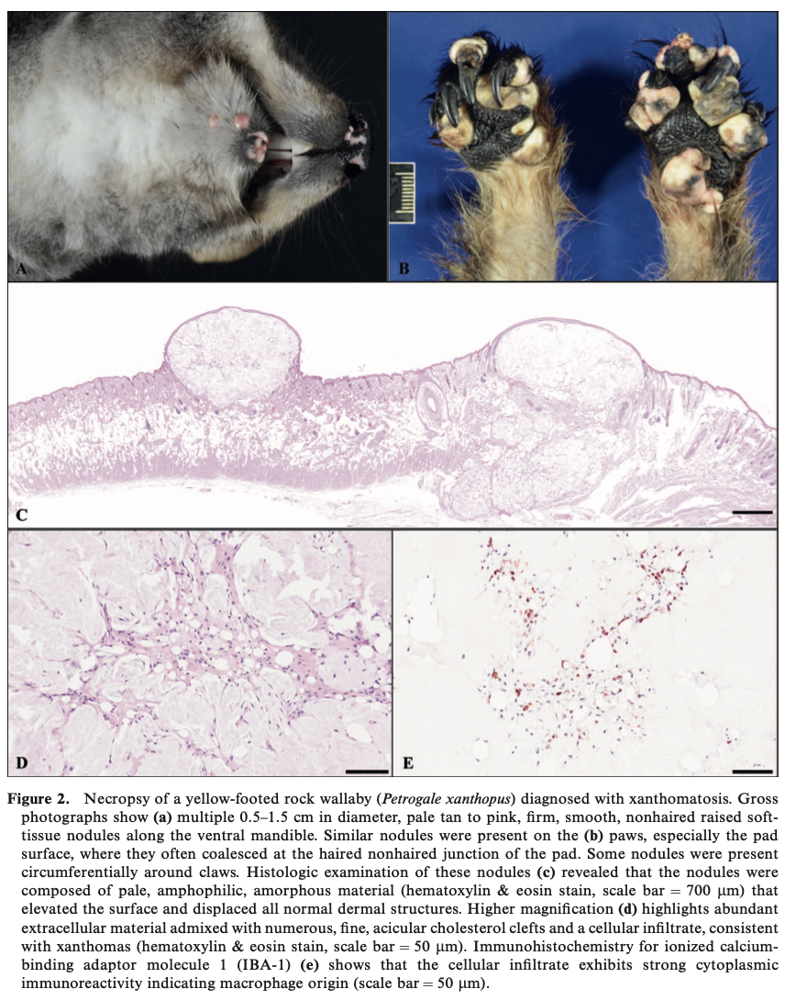 A
B
C
D
E
Figure 2. Necropsy of a yellow-footed rock wallaby (Petrogale xanthopus) diagnosed with xanthomatosis. Gross
photographs show (a) multiple 0.5–1.5 cm in diameter, pale tan to pink, firm, smooth, nonhaired raised soft-
tissue nodules along the ventral mandible. Similar nodules were present on the (b) paws, especially the pad
surface, where they often coalesced at the haired nonhaired junction of the pad. Some nodules were present
circumferentially around claws. Histologic examination of these nodules (c) revealed that the nodules were
composed of pale, amphophilic, amorphous material (hematoxylin & eosin stain, scale bar = 700 μm) that
elevated the surface and displaced all normal dermal structures. Higher magnification (d) highlights abundant
extracellular material admixed with numerous, fine, acicular cholesterol clefts and a cellular infiltrate, consistent
with xanthomas (hematoxylin & eosin stain, scale bar = 50 μm). Immunohistochemistry for ionized calcium-
binding adaptor molecule 1 (IBA-1) (e) shows that the cellular infiltrate exhibits strong cytoplasmic
immunoreactivity indicating macrophage origin (scale bar = 50 μm).